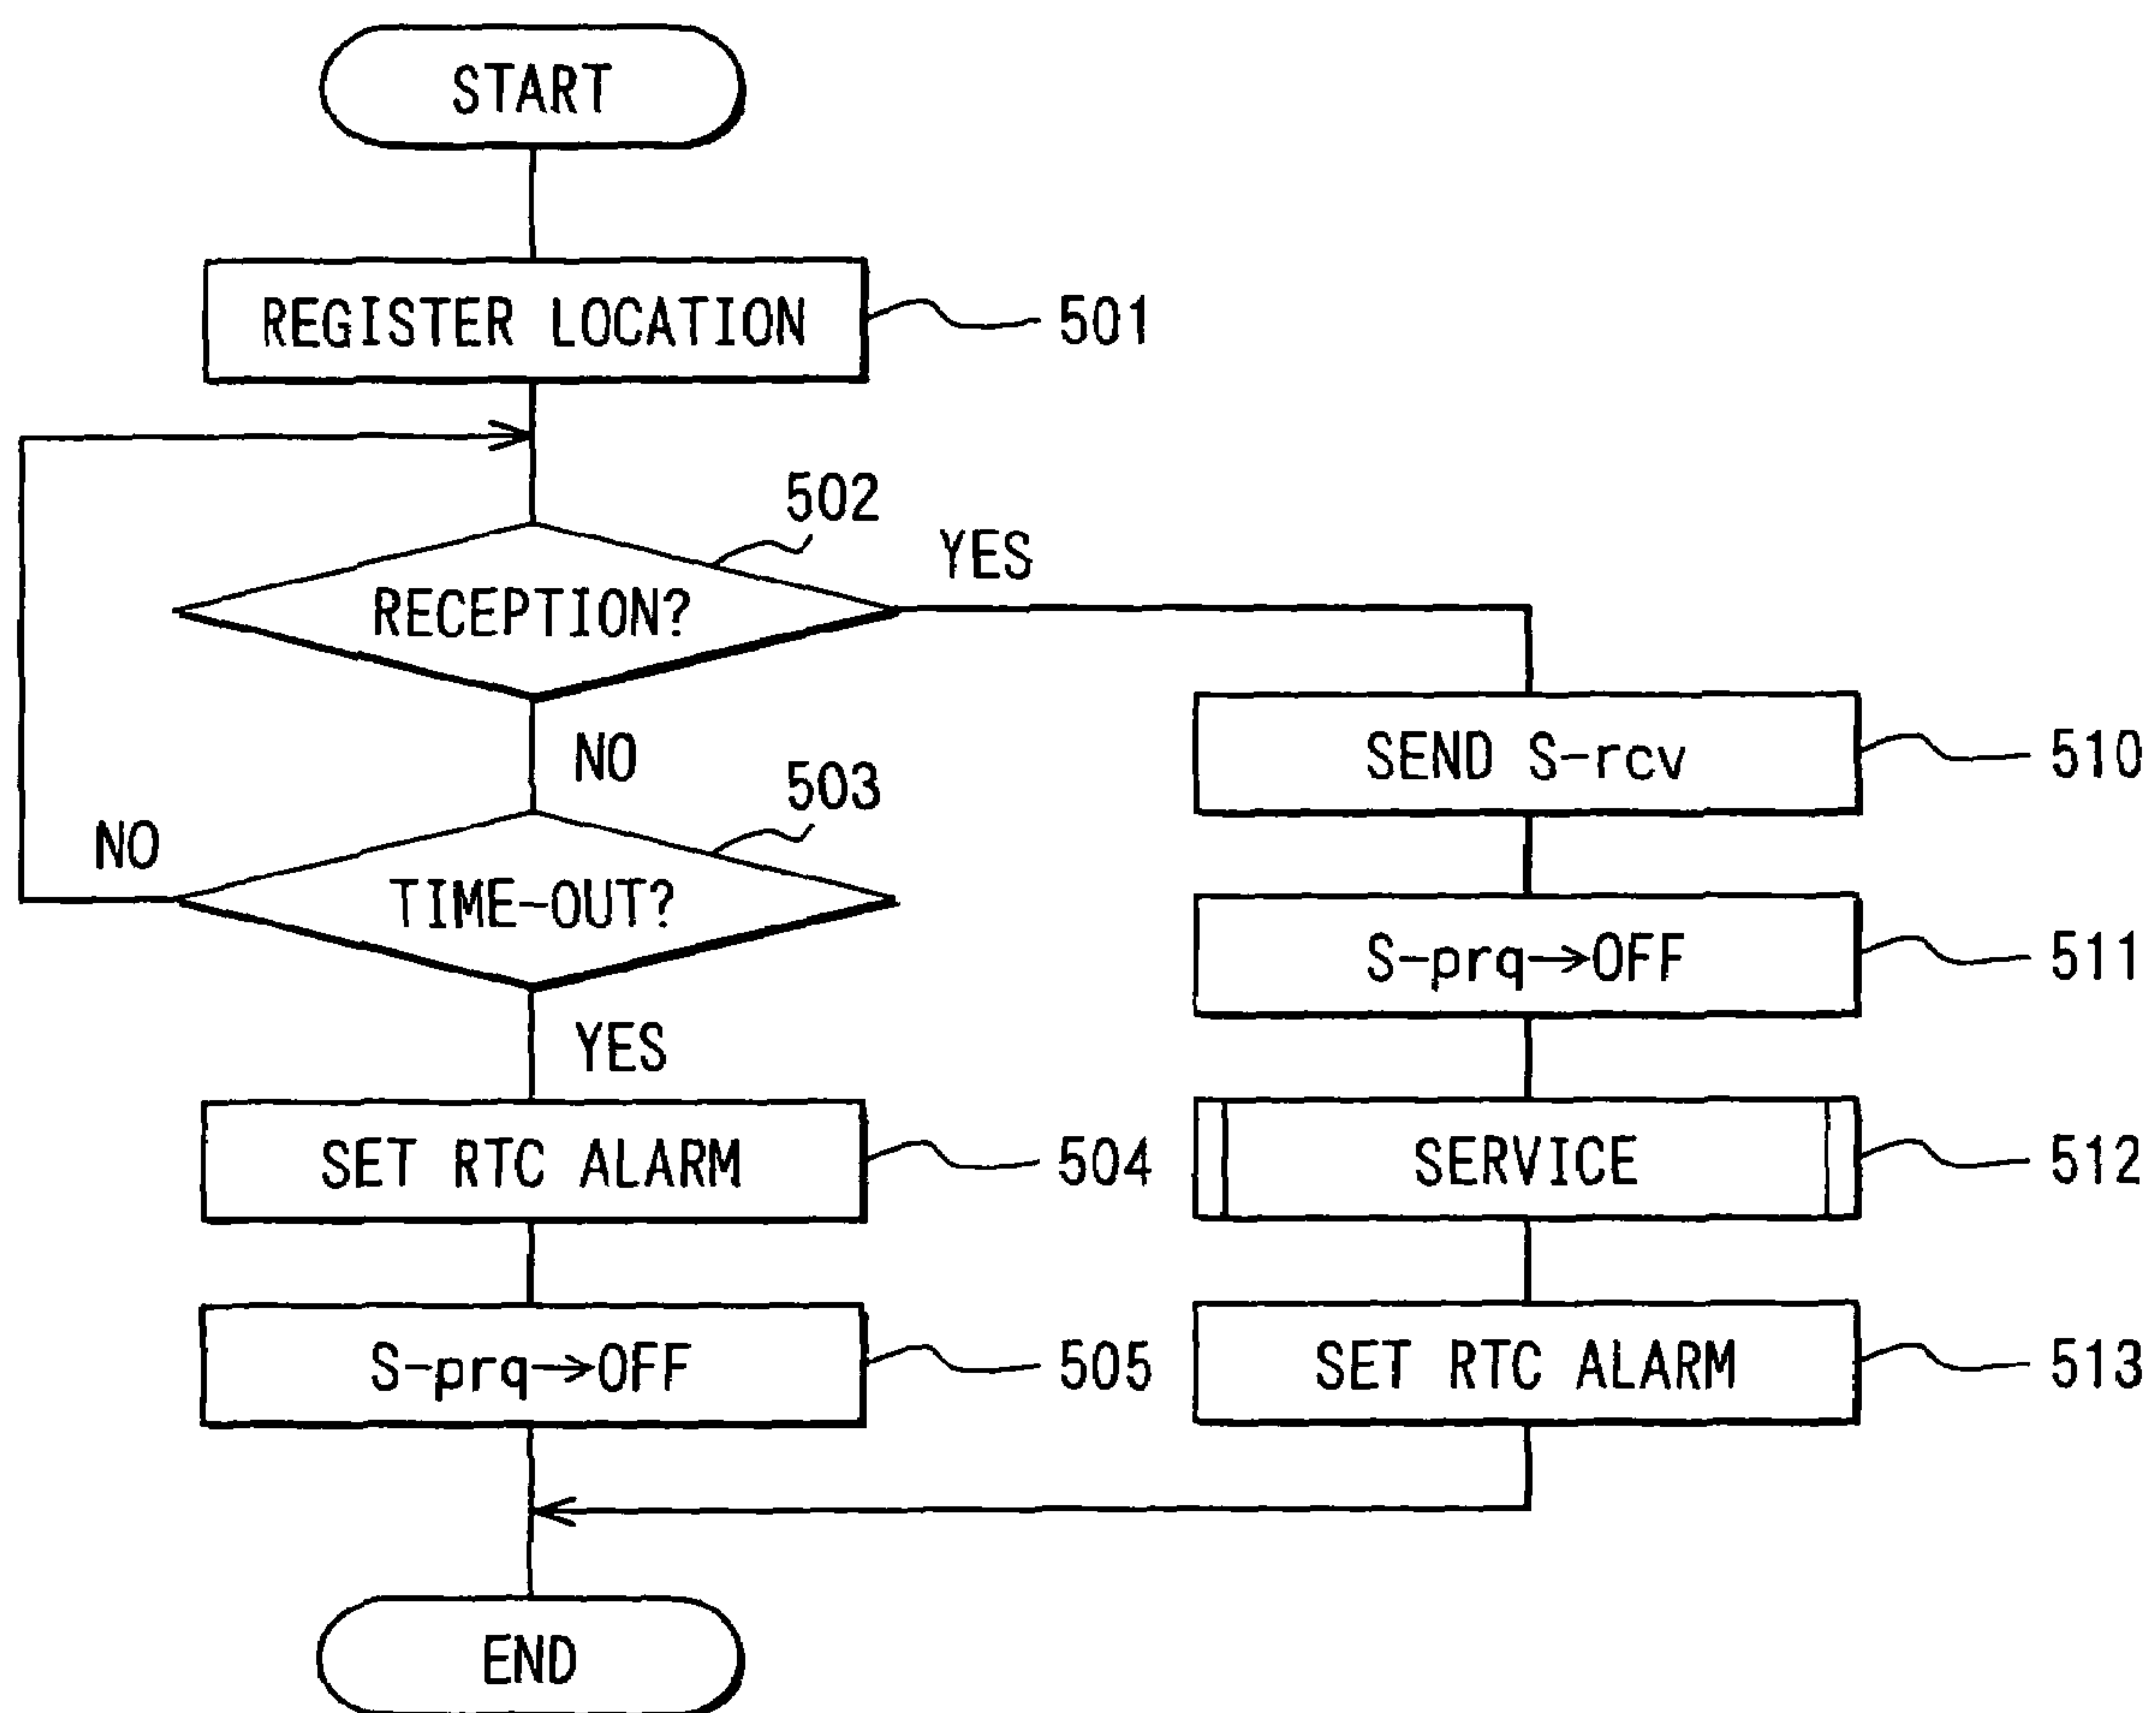 START
REGISTER LOCATION
501
502
YES
RECEPTION?
NO
503
SEND S-rcv
510
NO
TIME-OUT?
S-prq→OFF
511
YES
SET RTC ALARM
504
SERVICE
512
S-prq→OFF
505
SET RTC ALARM
513
END